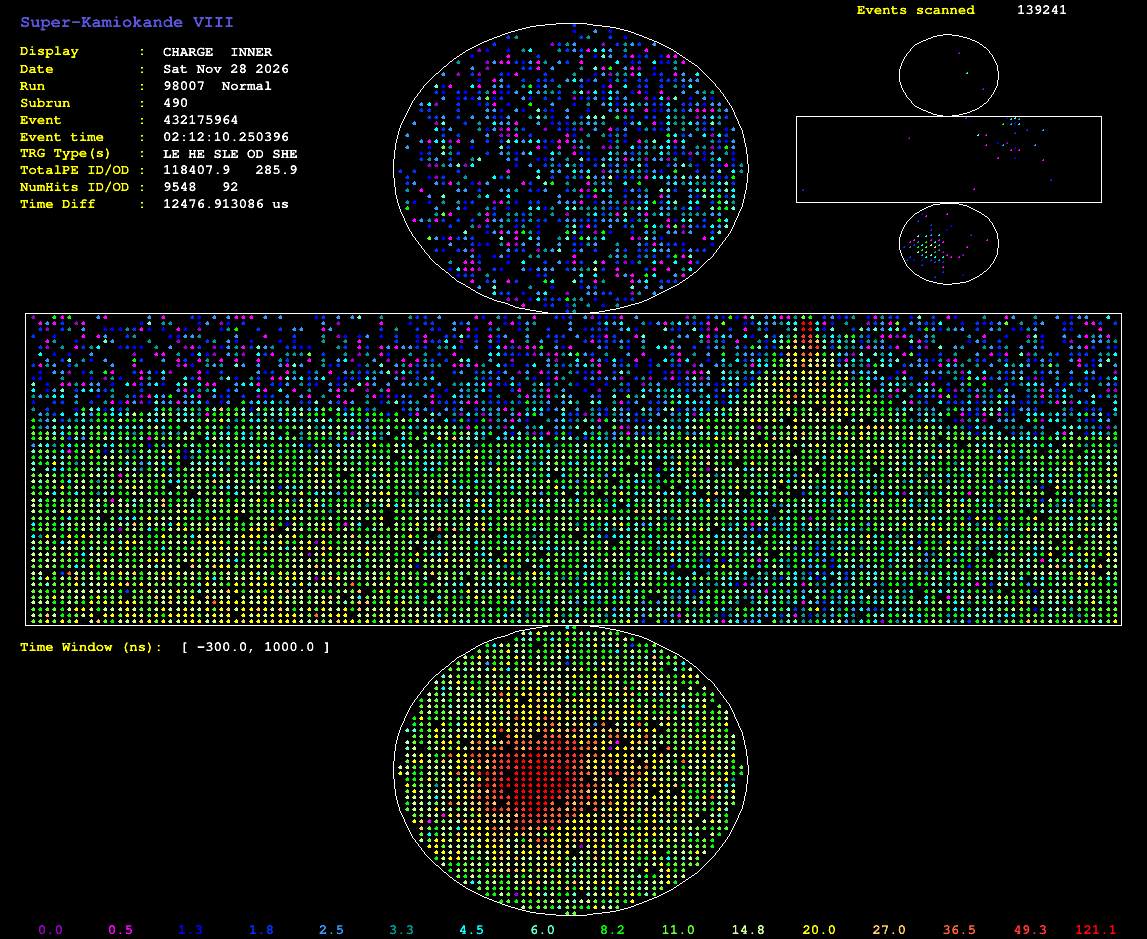 Super-Kamiokande VIII
Events scanned 139241
Display : CHARGE INNER
Date : Sat Nov 28 2026
Run : 98007 Normal
Subrun : 490
Event : 432175964
Event time : 02:12:10.250396
TRG Type(s) : LE HE SLE OD SHE
TotalPE ID/OD : 118407.9 285.9
NumHits ID/OD : 9548 92
Time Diff : 12476.913086 us
Time Window (ns): [ -300.0, 1000.0 ]
0.0 0.5 1.3 1.8 2.5 3.3 4.5 6.0 8.2 11.0 14.8 20.0 27.0 36.5 49.3 121.1